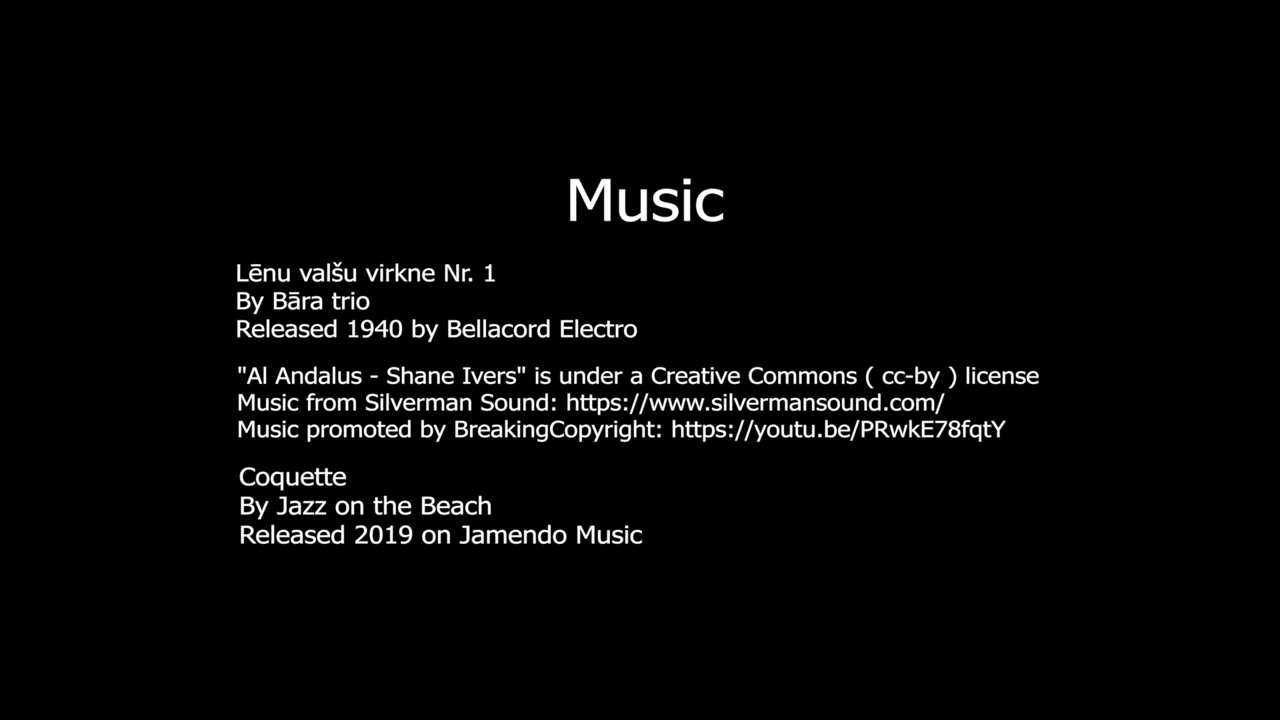 Music
Lēnu valšu virkne Nr. 1
By Bāra trio
Released 1940 by Bellacord Electro
"Al Andalus - Shane Ivers" is under a Creative Commons ( cc-by ) license
Music from Silverman Sound: https://www.silvermansound.com/
Music promoted by BreakingCopyright: https://youtu.be/PRwkE78fqtY
Coquette
By Jazz on the Beach
Released 2019 on Jamendo Music